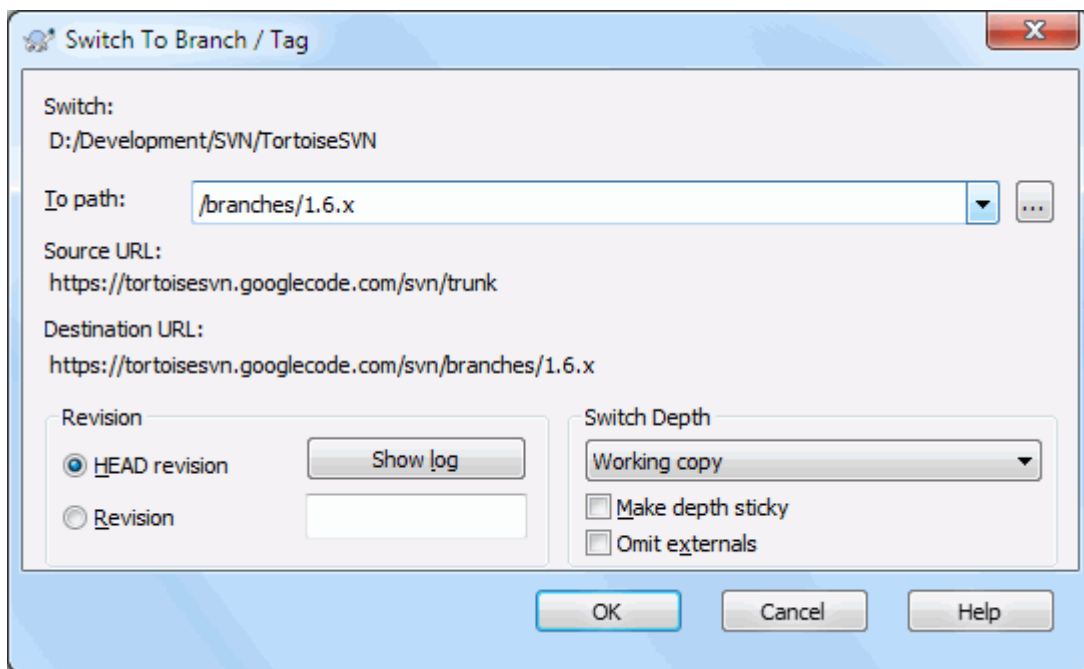 Switch To Branch / Tag
Switch:
D:/Development/SVN/TortoiseSVN
To path: /branches/1.6.x ...
Source URL:
https://tortoisesvn.googlecode.com/svn/trunk
Destination URL:
https://tortoisesvn.googlecode.com/svn/branches/1.6.x
Revision
HEAD revision Show log
Revision
Switch Depth
Working copy
Make depth sticky
Omit externals
OK Cancel Help